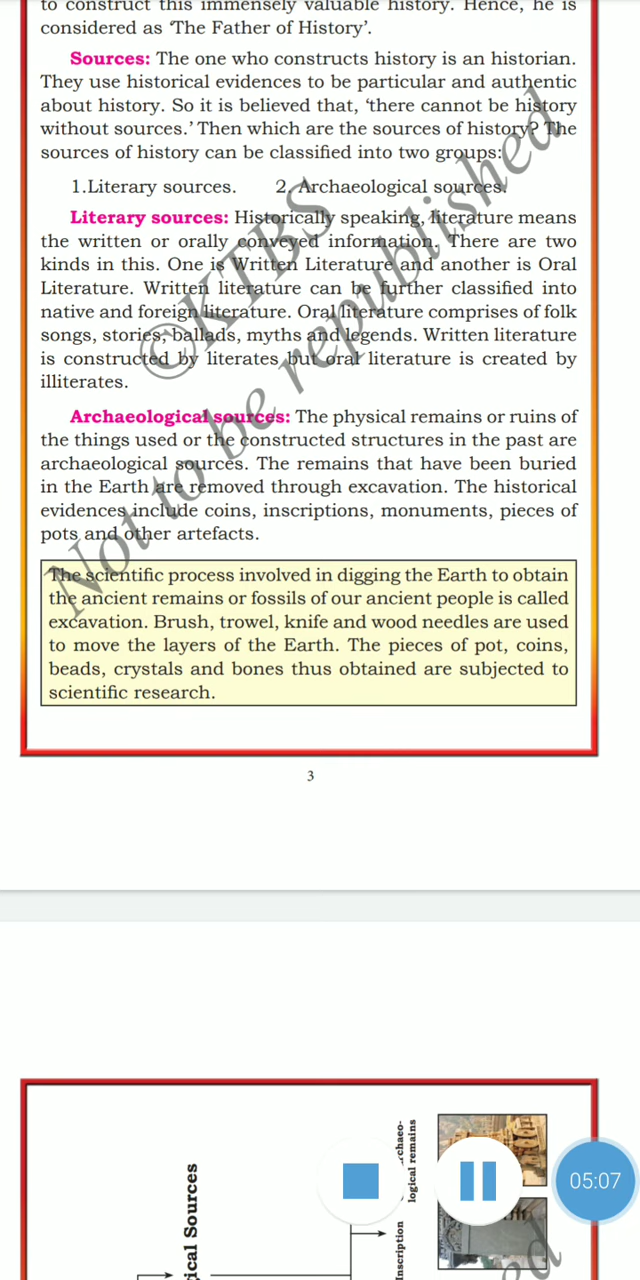 to construct this immensely valuable history. Hence, he is
considered as 'The Father of History'.
Sources: The one who constructs history is an historian.
They use historical evidences to be particular and authentic
about history. So it is believed that, 'there cannot be history
without sources.' Then which are the sources of history? The
sources of history can be classified into two groups:
1.Literary sources. 2. Archaeological sources.
Literary sources: Historically speaking, literature means
the written or orally conveyed information. There are two
kinds in this. One is Written Literature and another is Oral
Literature. Written literature can be further classified into
native and foreign literature. Oral literature comprises of folk
songs, stories, ballads, myths and legends. Written literature
is constructed by literates but oral literature is created by
illiterates.
Archaeological sources: The physical remains or ruins of
the things used or the constructed structures in the past are
archaeological sources. The remains that have been buried
in the Earth are removed through excavation. The historical
evidences include coins, inscriptions, monuments, pieces of
pots and other artefacts.
The scientific process involved in digging the Earth to obtain
the ancient remains or fossils of our ancient people is called
excavation. Brush, trowel, knife and wood needles are used
to move the layers of the Earth. The pieces of pot, coins,
beads, crystals and bones thus obtained are subjected to
scientific research.
©KTBS
Not to be republished
3
ical Sources
Inscription
rchaeo-
logical remains
05:07